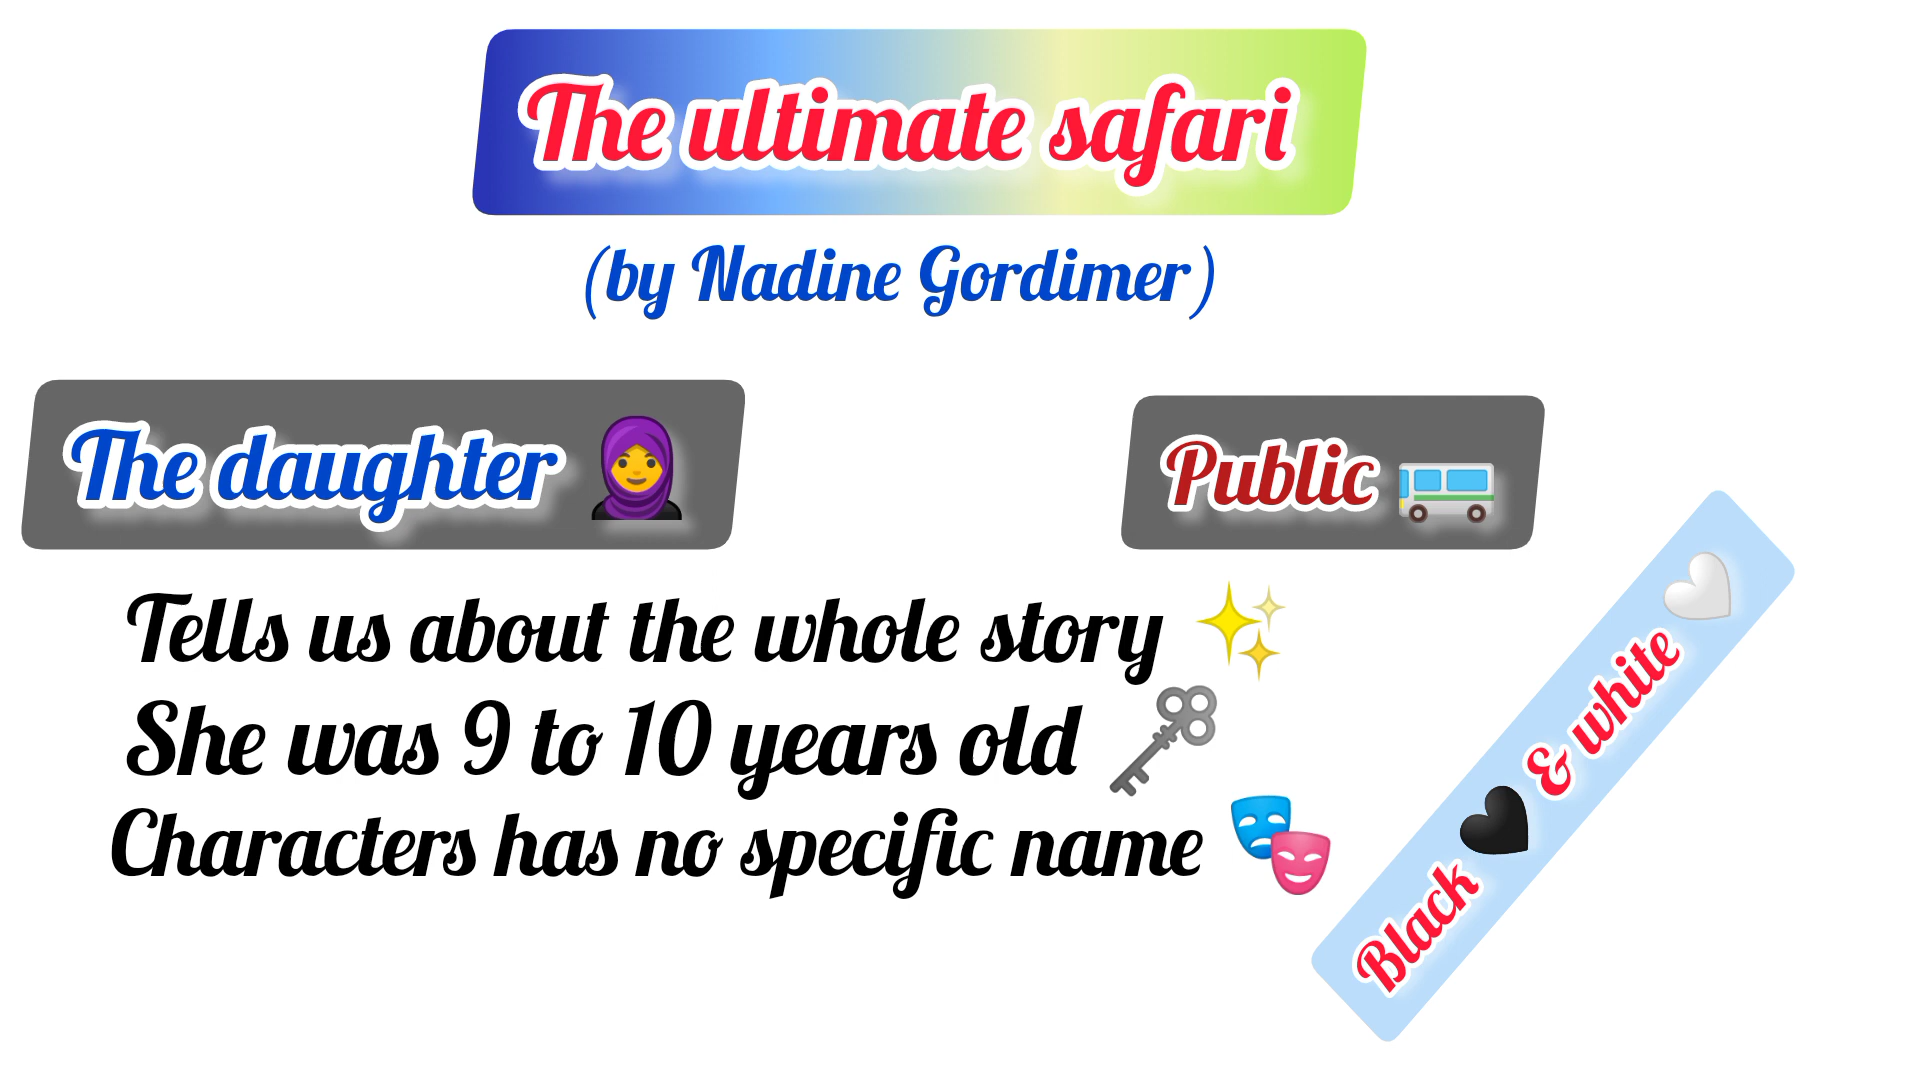 The ultimate safari
(by Nadine Gordimer)
The daughter
Public
Tells us about the whole story
She was 9 to 10 years old
Characters has no specific name
Black & white